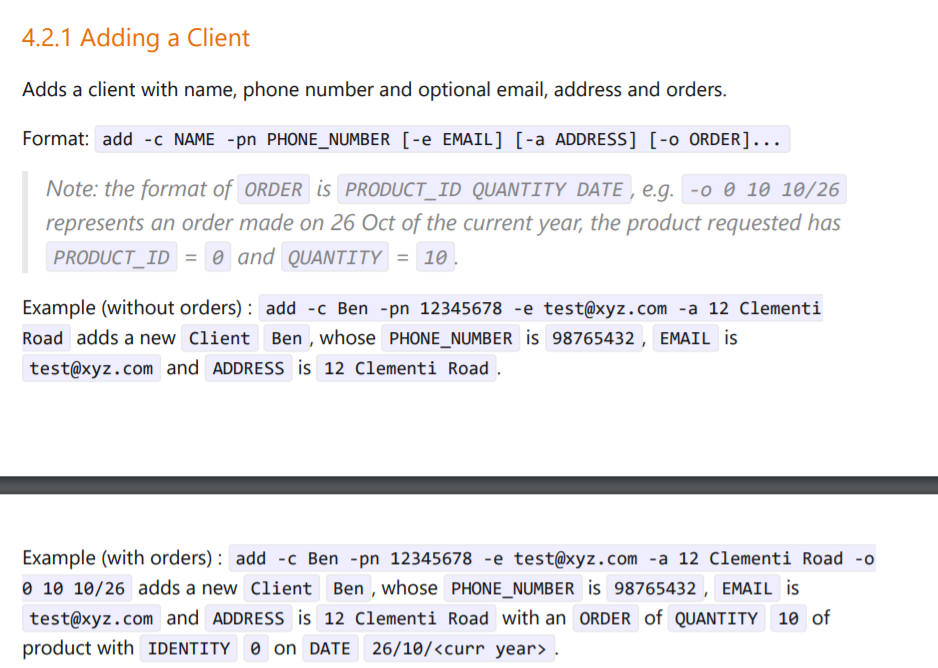 4.2.1 Adding a Client
Adds a client with name, phone number and optional email, address and orders.
Format: add -c NAME -pn PHONE_NUMBER [-e EMAIL] [-a ADDRESS] [-o ORDER]...
Note: the format of ORDER is PRODUCT_ID QUANTITY DATE, e.g. -o 0 10 10/26
represents an order made on 26 Oct of the current year, the product requested has
PRODUCT_ID = 0 and QUANTITY = 10.
Example (without orders) : add -c Ben -pn 12345678 -e test@xyz.com -a 12 Clementi
Road adds a new Client Ben, whose PHONE_NUMBER is 98765432, EMAIL is
test@xyz.com and ADDRESS is 12 Clementi Road.
Example (with orders) : add -c Ben -pn 12345678 -e test@xyz.com -a 12 Clementi Road -o
0 10 10/26 adds a new Client Ben, whose PHONE_NUMBER is 98765432, EMAIL is
test@xyz.com and ADDRESS is 12 Clementi Road with an ORDER of QUANTITY 10 of
product with IDENTITY 0 on DATE 26/10/<curr year>.